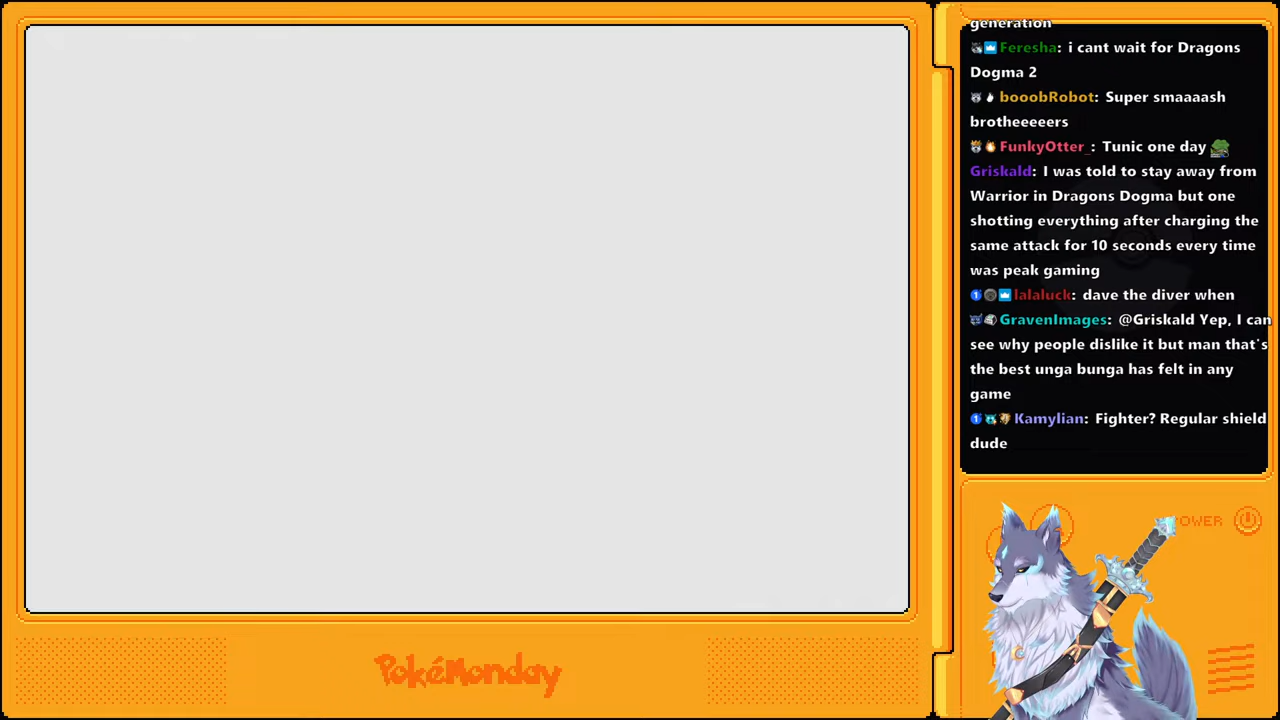 generation
Feresha: i cant wait for Dragons
Dogma 2
booobRobot: Super smaaaash
brotheeeeers
FunkyOtter_: Tunic one day
Griskald: I was told to stay away from
Warrior in Dragons Dogma but one
shotting everything after charging the
same attack for 10 seconds every time
was peak gaming
lalaluck: dave the diver when
GravenImages: @Griskald Yep, I can
see why people dislike it but man that's
the best unga bunga has felt in any
game
Kamylian: Fighter? Regular shield
dude
POWER
PokéMonday